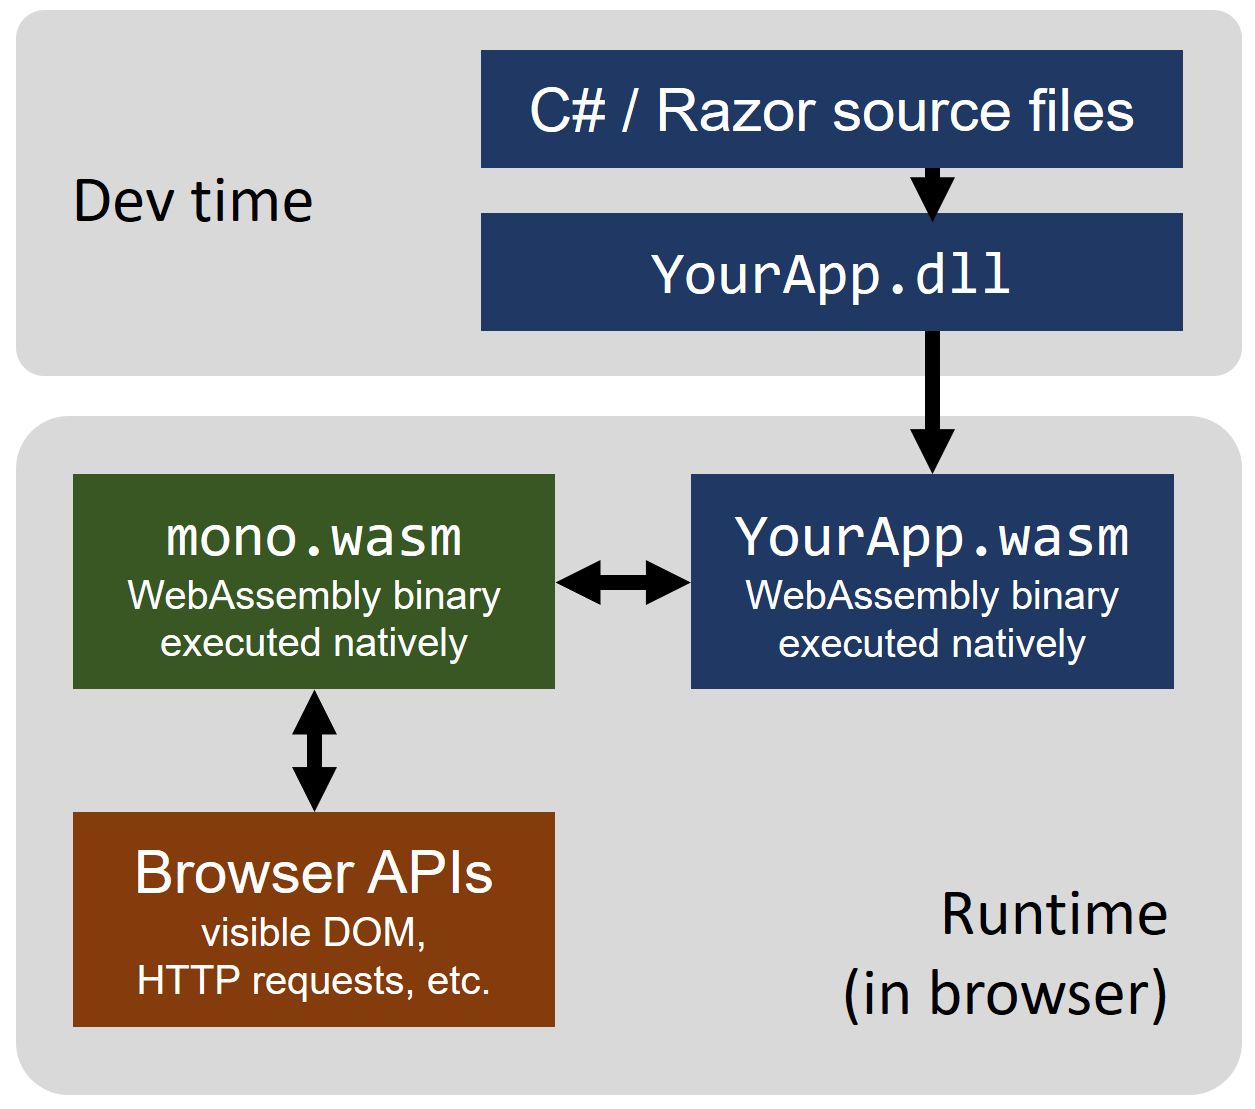 C# / Razor source files
Dev time
YourApp.dll
mono.wasm
WebAssembly binary
executed natively
YourApp.wasm
WebAssembly binary
executed natively
Browser APIs
visible DOM,
HTTP requests, etc.
Runtime
(in browser)